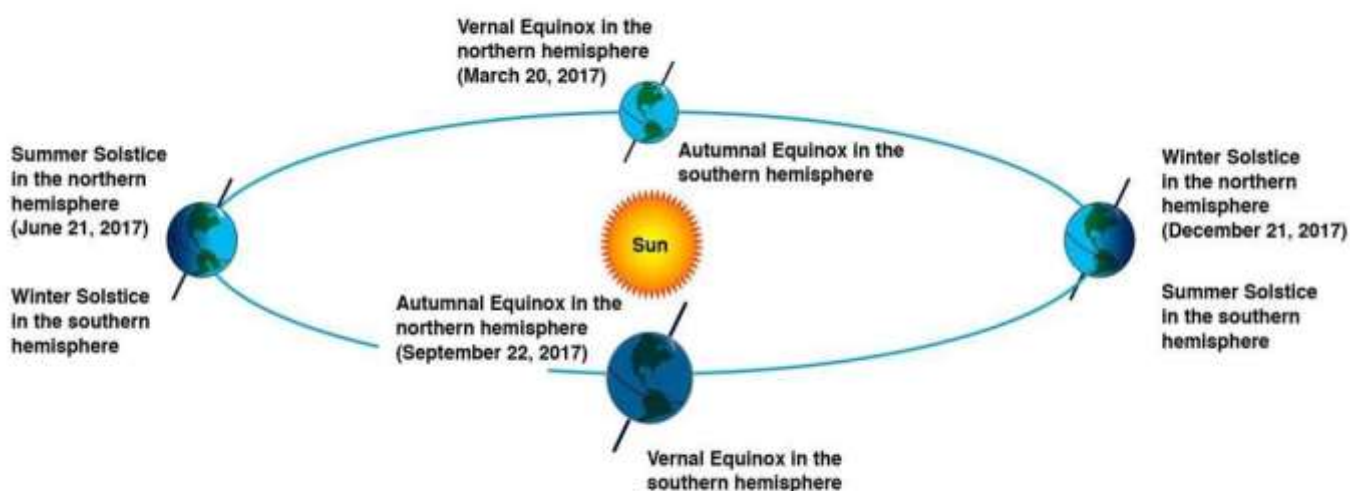 Vernal Equinox in the
northern hemisphere
(March 20, 2017)
Summer Solstice
in the northern
hemisphere
(June 21, 2017)
Autumnal Equinox in the
southern hemisphere
Winter Solstice
in the northern
hemisphere
(December 21, 2017)
Sun
Winter Solstice
in the southern
hemisphere
Autumnal Equinox in the
northern hemisphere
(September 22, 2017)
Summer Solstice
in the southern
hemisphere
Vernal Equinox in the
southern hemisphere